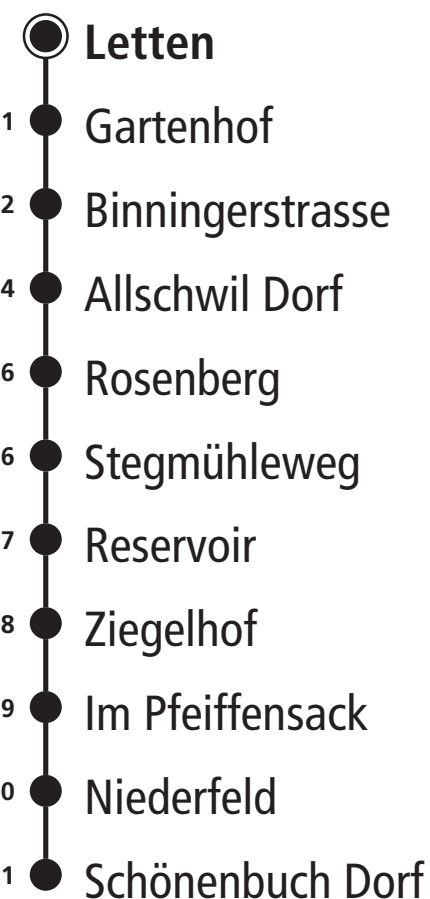 Letten
1 Gartenhof
2 Binningerstrasse
4 Allschwil Dorf
6 Rosenberg
6 Stegmühleweg
7 Reservoir
8 Ziegelhof
9 Im Pfeiffensack
0 Niederfeld
1 Schönenbuch Dorf